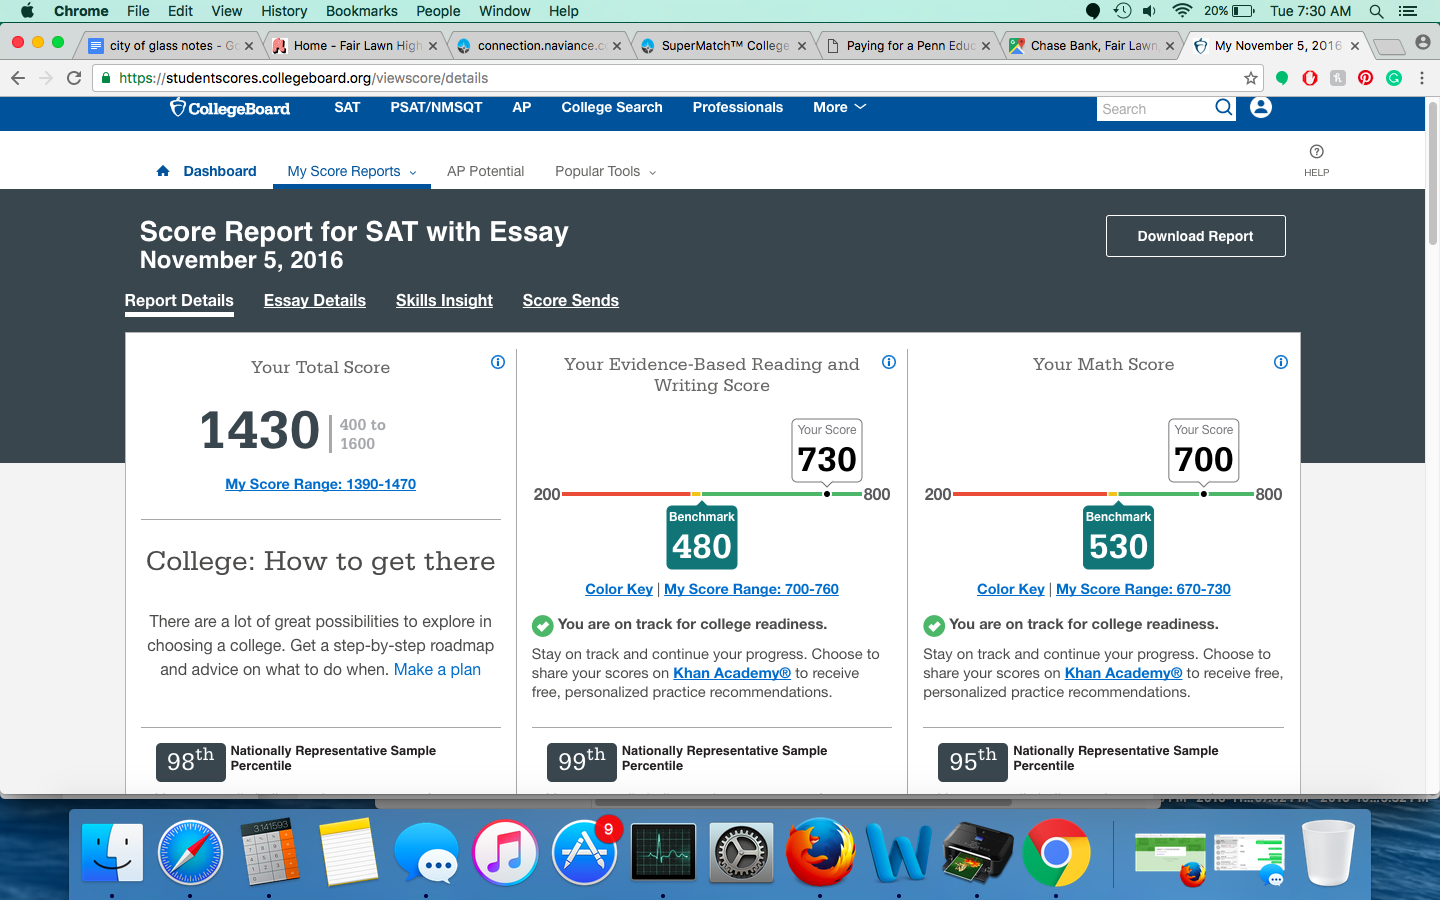 Chrome File Edit View History Bookmarks People Window Help 20% Tue 7:30 AM
city of glass notes - Go Home - Fair Lawn High connection.naviance.c SuperMatch™ College Paying for a Penn Educ Chase Bank, Fair Lawn, My November 5, 2016
https://studentscores.collegeboard.org/viewscore/details
CollegeBoard SAT PSAT/NMSQT AP College Search Professionals More Search
Dashboard My Score Reports AP Potential Popular Tools
HELP
Score Report for SAT with Essay
November 5, 2016
Download Report
Report Details Essay Details Skills Insight Score Sends
Your Total Score
1430
400 to
1600
My Score Range: 1390-1470
College: How to get there
There are a lot of great possibilities to explore in
choosing a college. Get a step-by-step roadmap
and advice on what to do when. Make a plan
98th
Nationally Representative Sample
Percentile
Your Evidence-Based Reading and
Writing Score
Your Score
730
200
800
Benchmark
480
Color Key | My Score Range: 700-760
You are on track for college readiness.
Stay on track and continue your progress. Choose to
share your scores on Khan Academy® to receive
free, personalized practice recommendations.
99th
Nationally Representative Sample
Percentile
Your Math Score
Your Score
700
200
800
Benchmark
530
Color Key | My Score Range: 670-730
You are on track for college readiness.
Stay on track and continue your progress. Choose to
share your scores on Khan Academy® to receive free,
personalized practice recommendations.
95th
Nationally Representative Sample
Percentile
3.141593
9